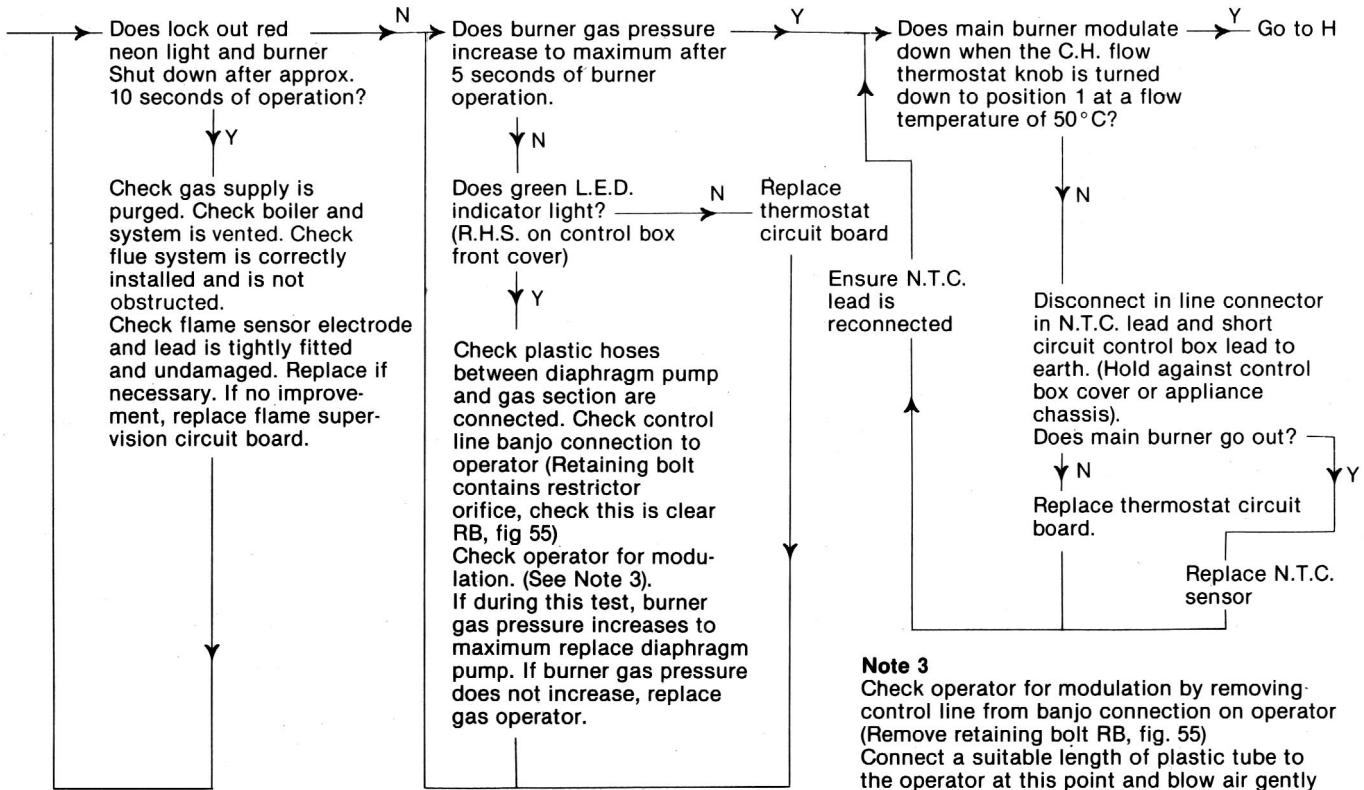 Does lock out red
neon light and burner
Shut down after approx.
10 seconds of operation?
N
Y
Check gas supply is
purged. Check boiler and
system is vented. Check
flue system is correctly
installed and is not
obstructed.
Check flame sensor electrode
and lead is tightly fitted
and undamaged. Replace if
necessary. If no improve-
ment, replace flame super-
vision circuit board.
Does burner gas pressure
increase to maximum after
5 seconds of burner
operation.
Y
N
Does green L.E.D.
indicator light?
(R.H.S. on control box
front cover)
N
Replace
thermostat
circuit board
Y
Check plastic hoses
between diaphragm pump
and gas section are
connected. Check control
line banjo connection to
operator (Retaining bolt
contains restrictor
orifice, check this is clear
RB, fig 55)
Check operator for modu-
lation. (See Note 3).
If during this test, burner
gas pressure increases to
maximum replace diaphragm
pump. If burner gas pressure
does not increase, replace
gas operator.
Does main burner modulate
down when the C.H. flow
thermostat knob is turned
down to position 1 at a flow
temperature of 50°C?
Y
Go to H
N
Ensure N.T.C.
lead is
reconnected
Disconnect in line connector
in N.T.C. lead and short
circuit control box lead to
earth. (Hold against control
box cover or appliance
chassis).
Does main burner go out?
N
Y
Replace thermostat circuit
board.
Replace N.T.C.
sensor
Note 3
Check operator for modulation by removing
control line from banjo connection on operator
(Remove retaining bolt RB, fig. 55)
Connect a suitable length of plastic tube to
the operator at this point and blow air gently